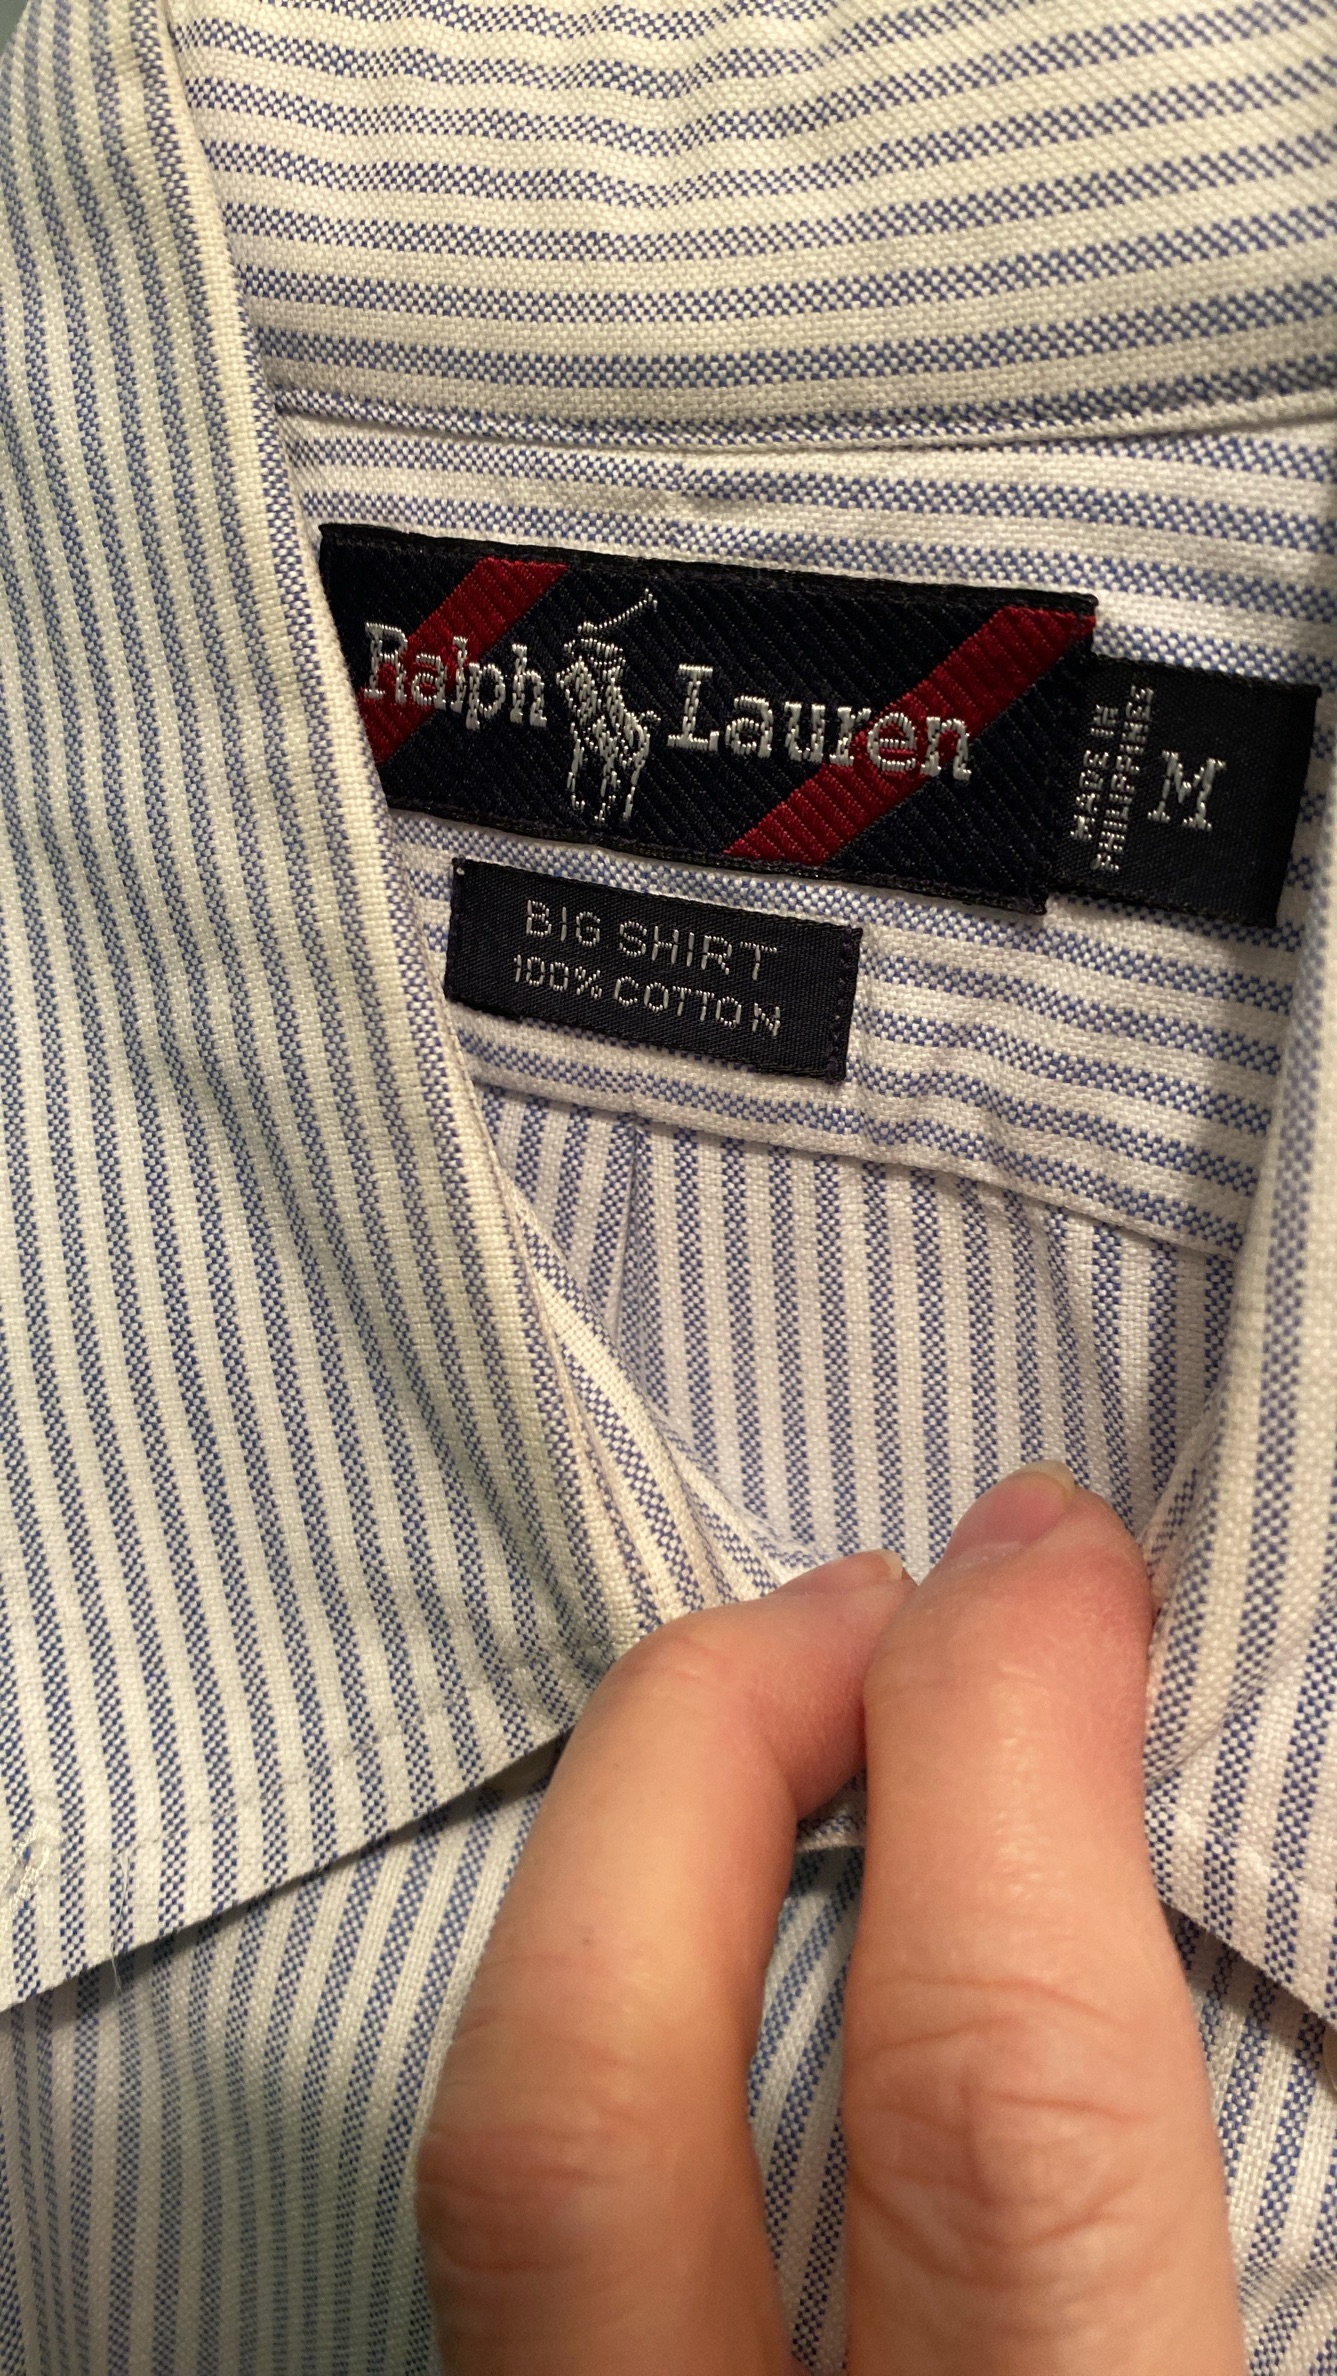 Ralph Lauren
MADE IN
PHILIPPINES
M
BIG SHIRT
100% COTTON